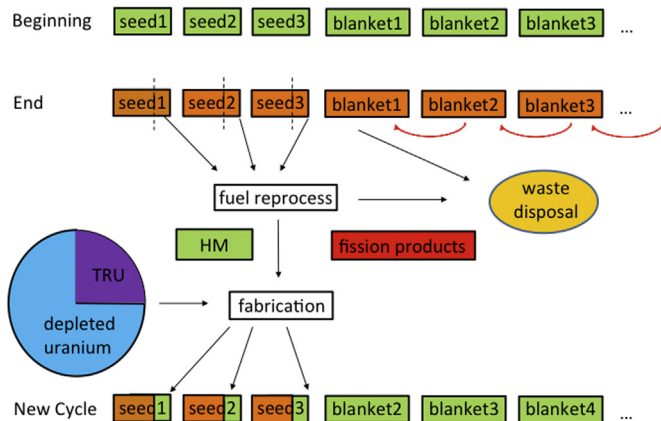 Beginning seed1 seed2 seed3 blanket1 blanket2 blanket3 ...
End seed1 seed2 seed3 blanket1 blanket2 blanket3 ...
fuel reprocess
waste
disposal
HM
fission products
TRU
depleted
uranium
fabrication
New Cycle seed1 seed2 seed3 blanket2 blanket3 blanket4 ...